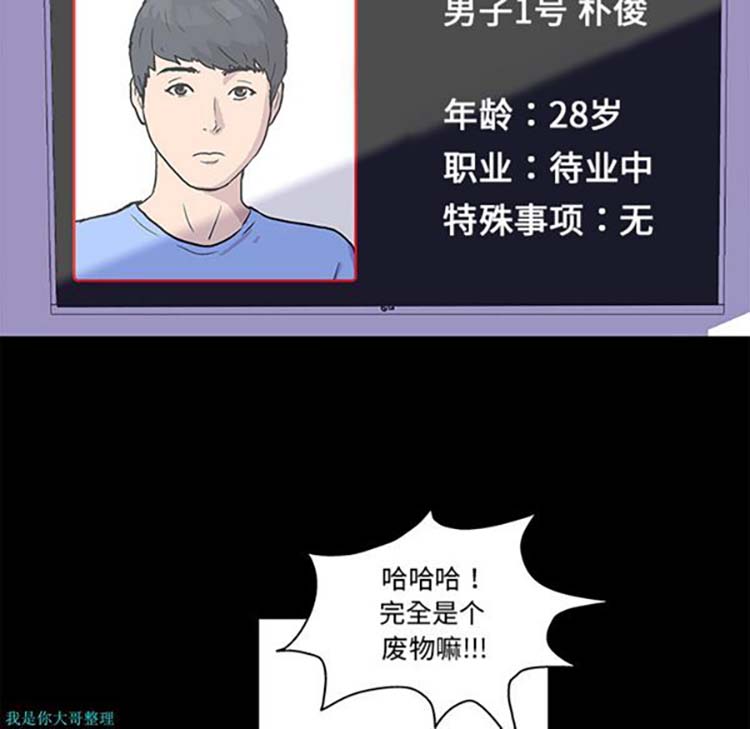 男子1号 朴俊
年龄：28岁
职业：待业中
特殊事项：无
哈哈哈！
完全是个
废物嘛!!!
我是你大哥整理